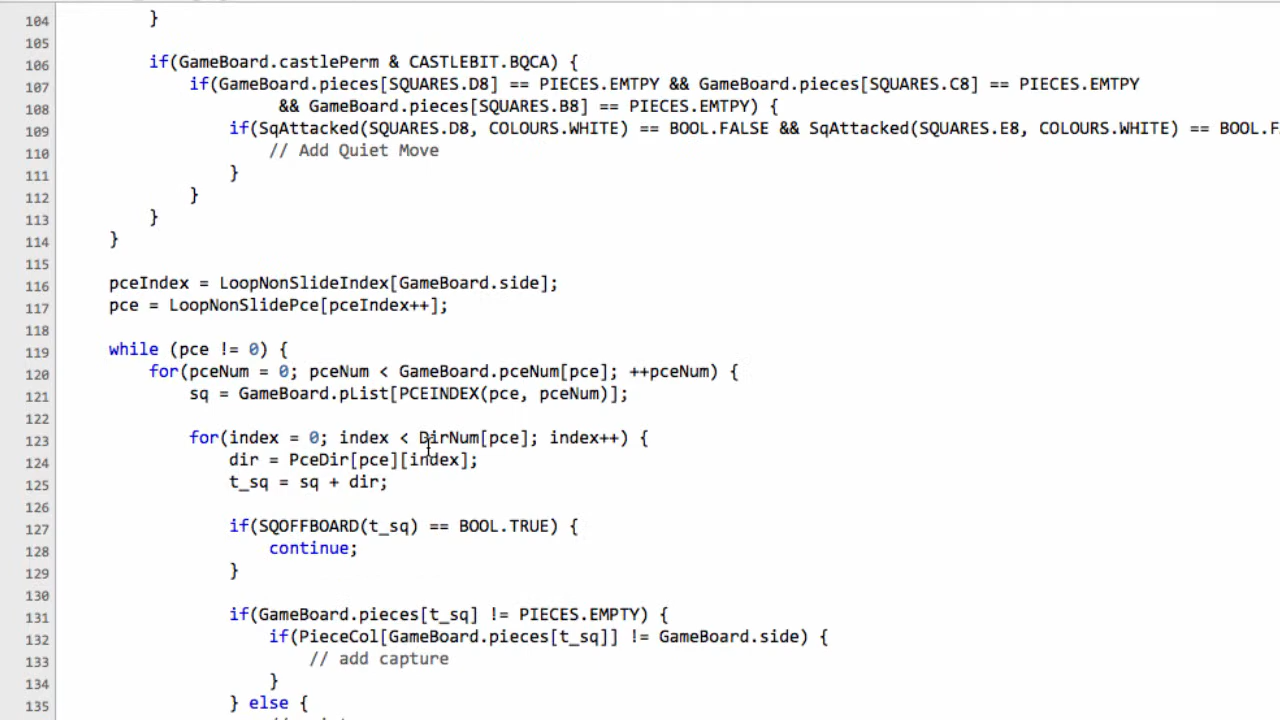 104 }
105
106 if(GameBoard.castlePerm & CASTLEBIT.BQCA) {
107 if(GameBoard.pieces[SQUARES.D8] == PIECES.EMTPY && GameBoard.pieces[SQUARES.C8] == PIECES.EMTPY
108 && GameBoard.pieces[SQUARES.B8] == PIECES.EMTPY) {
109 if(SqAttacked(SQUARES.D8, COLOURS.WHITE) == BOOL.FALSE && SqAttacked(SQUARES.E8, COLOURS.WHITE) == BOOL.F
110 // Add Quiet Move
111 }
112 }
113 }
114 }
115
116 pceIndex = LoopNonSlideIndex[GameBoard.side];
117 pce = LoopNonSlidePce[pceIndex++];
118
119 while (pce != 0) {
120 for(pceNum = 0; pceNum < GameBoard.pceNum[pce]; ++pceNum) {
121 sq = GameBoard.pList[PCEINDEX(pce, pceNum)];
122
123 for(index = 0; index < DirNum[pce]; index++) {
124 dir = PceDir[pce][index];
125 t_sq = sq + dir;
126
127 if(SQOFFBOARD(t_sq) == BOOL.TRUE) {
128 continue;
129 }
130
131 if(GameBoard.pieces[t_sq] != PIECES.EMPTY) {
132 if(PieceCol[GameBoard.pieces[t_sq]] != GameBoard.side) {
133 // add capture
134 }
135 } else {